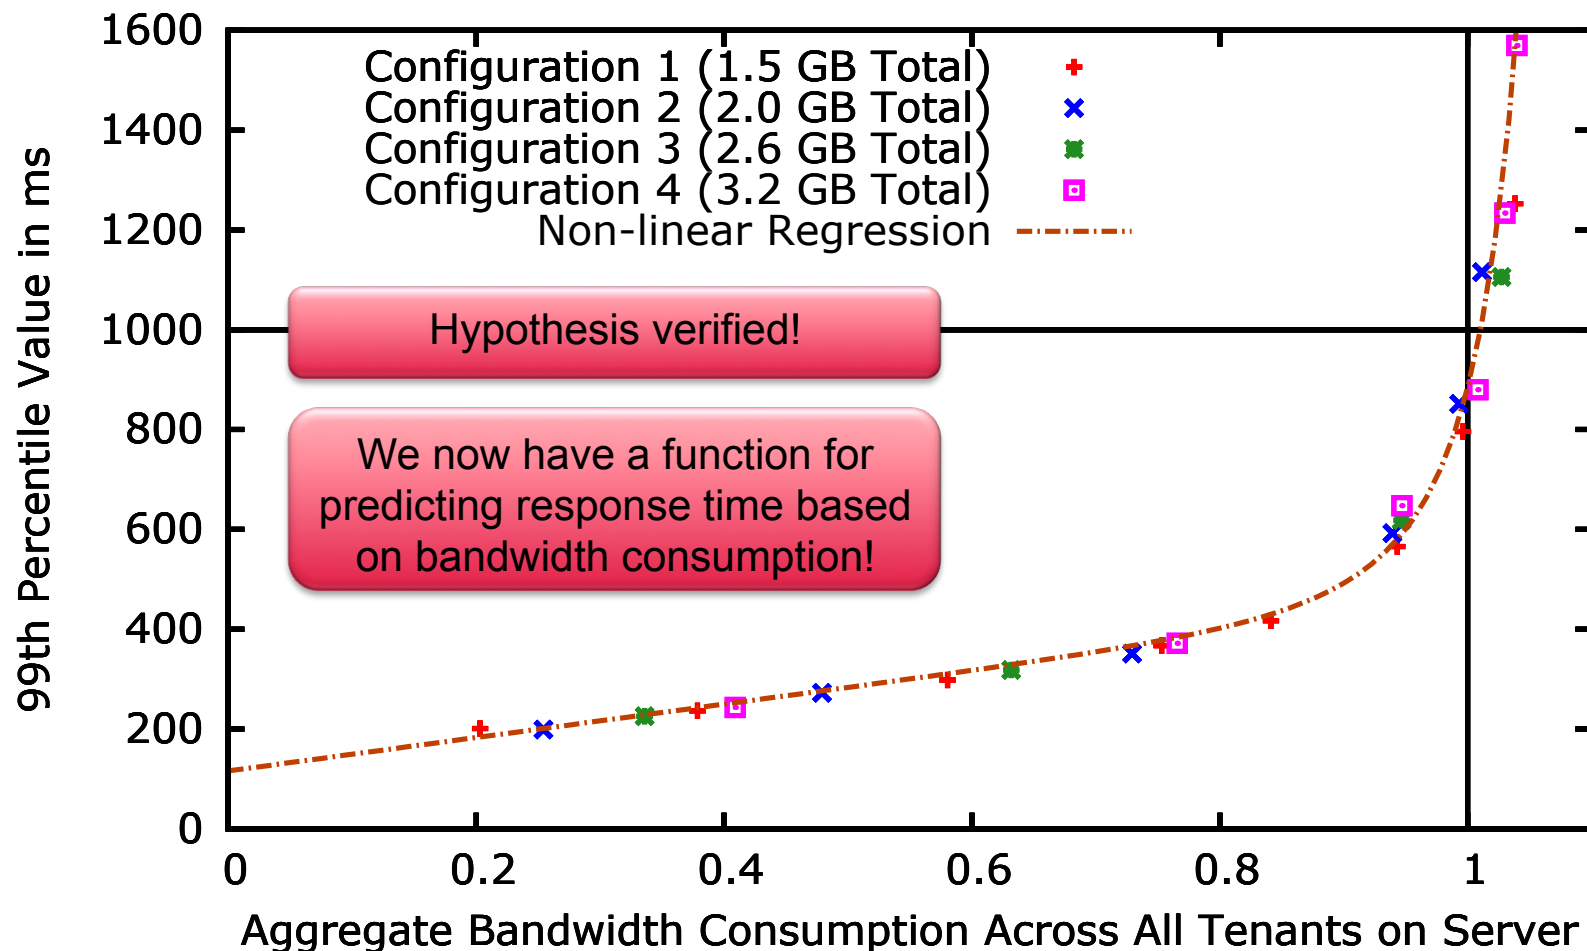 1600
1400
1200
1000
800
600
400
200
0
99th Percentile Value in ms
Configuration 1 (1.5 GB Total)
Configuration 2 (2.0 GB Total)
Configuration 3 (2.6 GB Total)
Configuration 4 (3.2 GB Total)
Non-linear Regression
Hypothesis verified!
We now have a function for
predicting response time based
on bandwidth consumption!
0 0.2 0.4 0.6 0.8 1
Aggregate Bandwidth Consumption Across All Tenants on Server